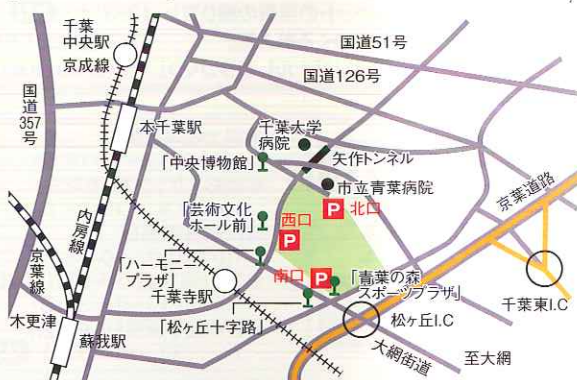 千葉
中央駅
京成線
国道51号
国道126号
国道
357
号
本千葉駅
千葉大学
病院
矢作トンネル
「中央博物館」
市立青葉病院
P 北口
京葉道路
「芸術文化
ホール前」
西口
P
内房線
京葉線
「ハーモニー
プラザ」
千葉寺駅
南口 P
「青葉の森
スポーツプラザ」
千葉東I.C
木更津
蘇我駅
「松ヶ丘十字路」
松ヶ丘I.C
大網街道
至大網